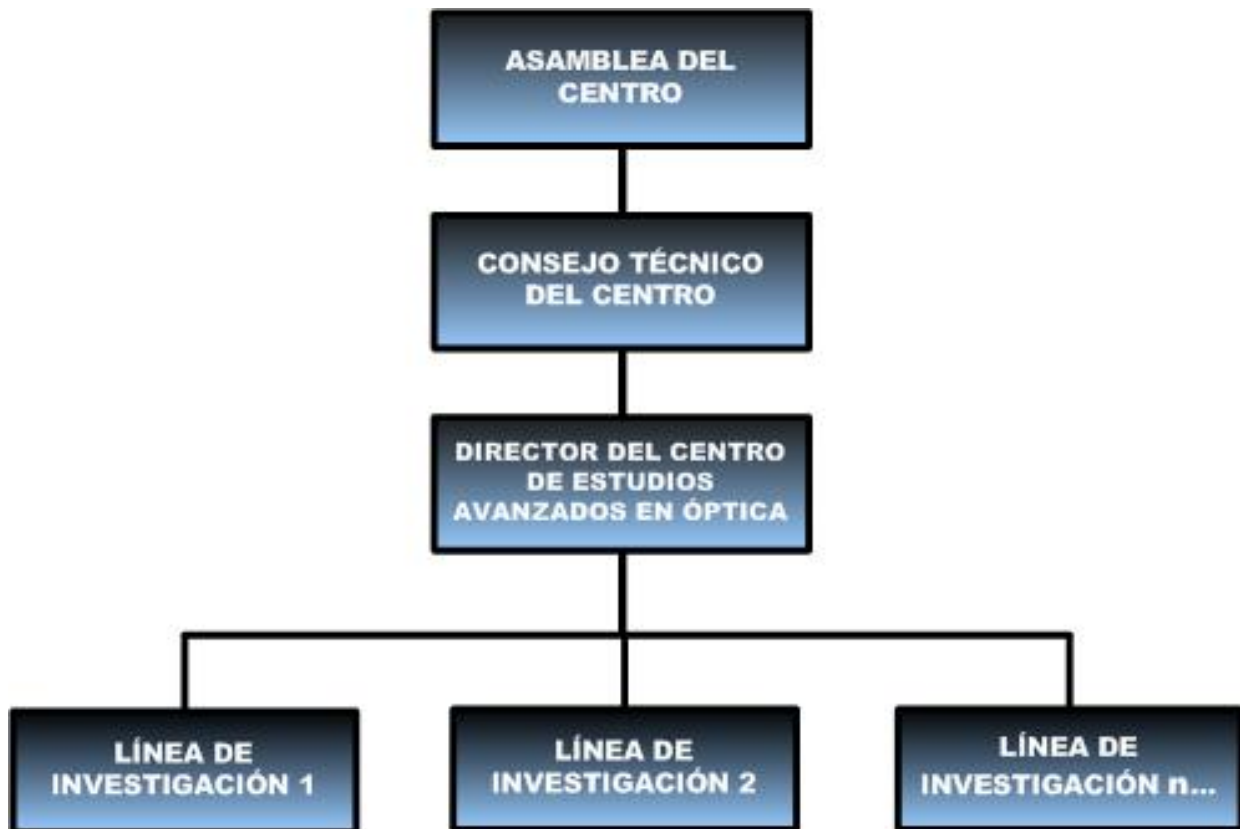 ASAMBLEA DEL
CENTRO
CONSEJO TÉCNICO
DEL CENTRO
DIRECTOR DEL CENTRO
DE ESTUDIOS
AVANZADOS EN ÓPTICA
LÍNEA DE
INVESTIGACIÓN 1
LÍNEA DE
INVESTIGACIÓN 2
LÍNEA DE
INVESTIGACIÓN n...